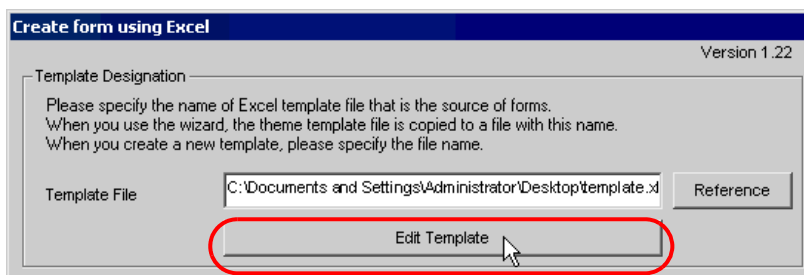 Create form using Excel
Version 1.22
Template Designation
Please specify the name of Excel template file that is the source of forms.
When you use the wizard, the theme template file is copied to a file with this name.
When you create a new template, please specify the file name.
Template File C:\Documents and Settings\Administrator\Desktop\template.xl Reference
Edit Template